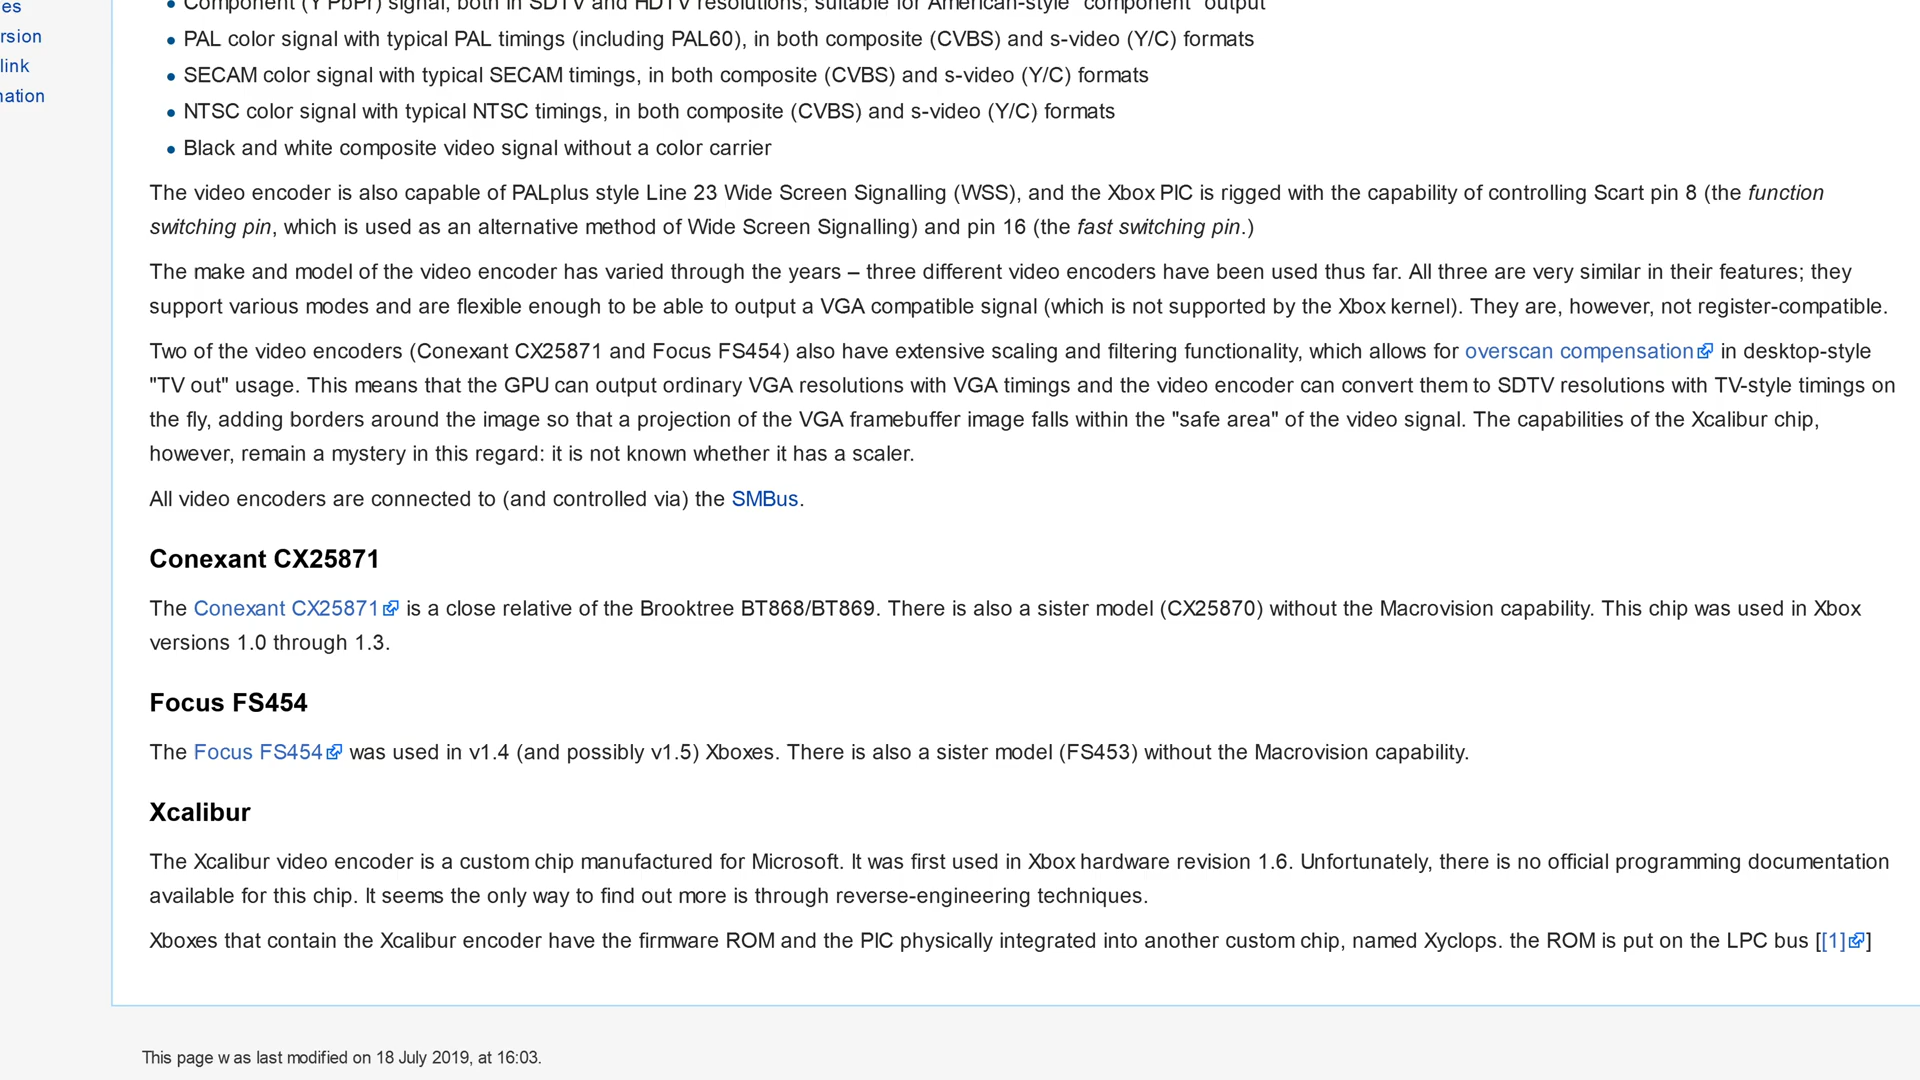 es
rsion
link
nation
Component (Y'PbPr) signal, both in SDTV and HDTV resolutions; suitable for American-style "component" output
PAL color signal with typical PAL timings (including PAL60), in both composite (CVBS) and s-video (Y/C) formats
SECAM color signal with typical SECAM timings, in both composite (CVBS) and s-video (Y/C) formats
NTSC color signal with typical NTSC timings, in both composite (CVBS) and s-video (Y/C) formats
Black and white composite video signal without a color carrier
The video encoder is also capable of PALplus style Line 23 Wide Screen Signalling (WSS), and the Xbox PIC is rigged with the capability of controlling Scart pin 8 (the function
switching pin, which is used as an alternative method of Wide Screen Signalling) and pin 16 (the fast switching pin.)
The make and model of the video encoder has varied through the years – three different video encoders have been used thus far. All three are very similar in their features; they
support various modes and are flexible enough to be able to output a VGA compatible signal (which is not supported by the Xbox kernel). They are, however, not register-compatible.
Two of the video encoders (Conexant CX25871 and Focus FS454) also have extensive scaling and filtering functionality, which allows for overscan compensation in desktop-style
"TV out" usage. This means that the GPU can output ordinary VGA resolutions with VGA timings and the video encoder can convert them to SDTV resolutions with TV-style timings on
the fly, adding borders around the image so that a projection of the VGA framebuffer image falls within the "safe area" of the video signal. The capabilities of the Xcalibur chip,
however, remain a mystery in this regard: it is not known whether it has a scaler.
All video encoders are connected to (and controlled via) the SMBus.
Conexant CX25871
The Conexant CX25871 is a close relative of the Brooktree BT868/BT869. There is also a sister model (CX25870) without the Macrovision capability. This chip was used in Xbox
versions 1.0 through 1.3.
Focus FS454
The Focus FS454 was used in v1.4 (and possibly v1.5) Xboxes. There is also a sister model (FS453) without the Macrovision capability.
Xcalibur
The Xcalibur video encoder is a custom chip manufactured for Microsoft. It was first used in Xbox hardware revision 1.6. Unfortunately, there is no official programming documentation
available for this chip. It seems the only way to find out more is through reverse-engineering techniques.
Xboxes that contain the Xcalibur encoder have the firmware ROM and the PIC physically integrated into another custom chip, named Xyclops. the ROM is put on the LPC bus [[1]]
This page was last modified on 18 July 2019, at 16:03.